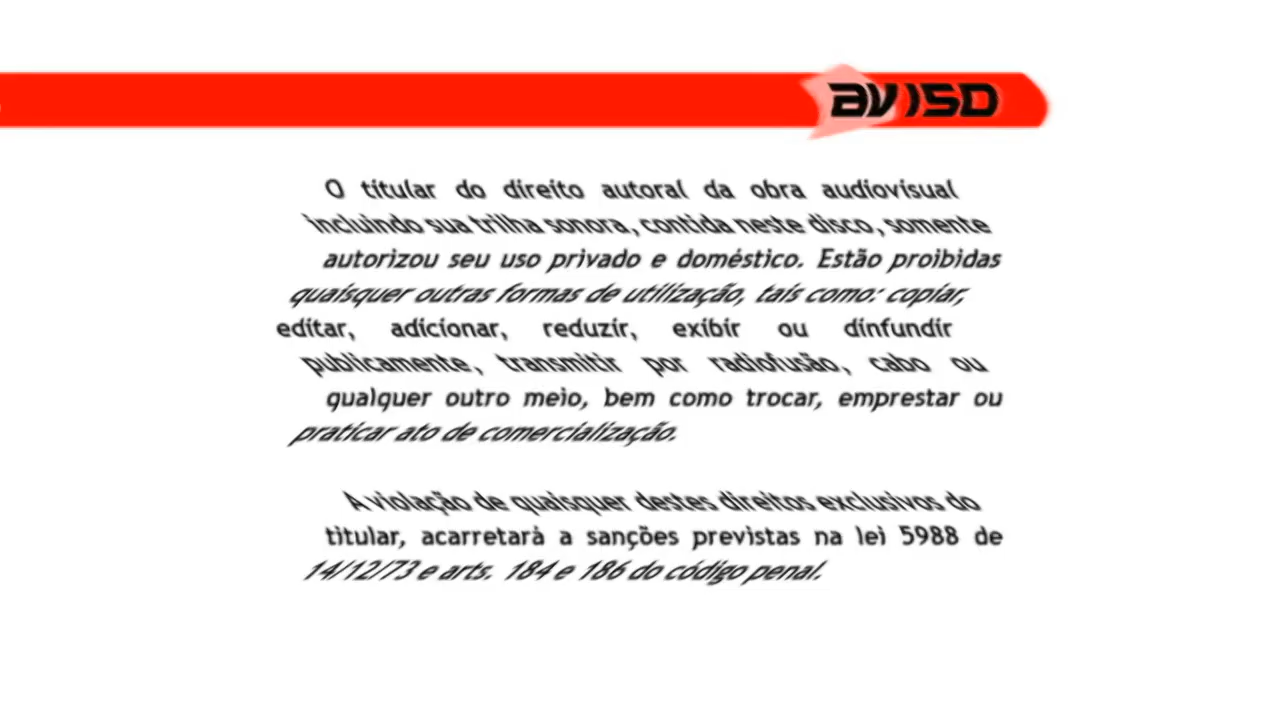 AVISO
O titular do direito autoral da obra audiovisual
incluindo sua trilha sonora, contida neste disco, somente
autorizou seu uso privado e doméstico. Estão proibidas
quaisquer outras formas de utilização, tais como: copiar,
editar, adicionar, reduzir, exibir ou dinfundir
publicamente, transmitir por radiofusão, cabo ou
qualquer outro meio, bem como trocar, emprestar ou
praticar ato de comercialização.
A violação de quaisquer destes direitos exclusivos do
titular, acarretará a sanções previstas na lei 5988 de
14/12/73 e arts. 184 e 186 do código penal.